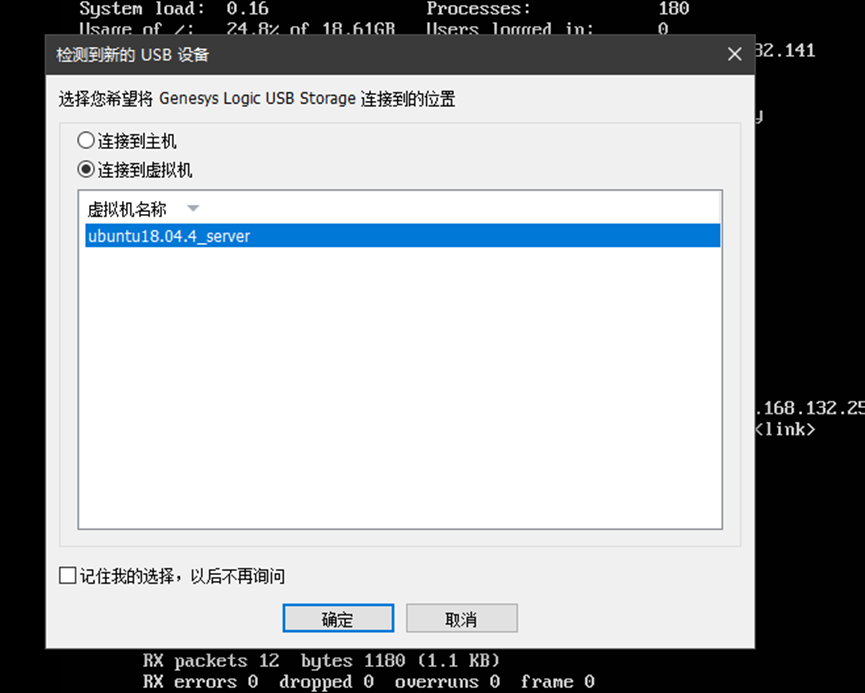 System load: 0.16 Processes: 180
Usage of /: 24.8% of 18.61GB Users logged in: 0
检测到新的 USB 设备
32.141
选择您希望将 Genesys Logic USB Storage 连接到的位置
y
连接到主机
连接到虚拟机
虚拟机名称
ubuntu18.04.4_server
.168.132.25
<link>
记住我的选择，以后不再询问
确定 取消
RX packets 12 bytes 1180 (1.1 KB)
RX errors 0 dropped 0 overruns 0 frame 0